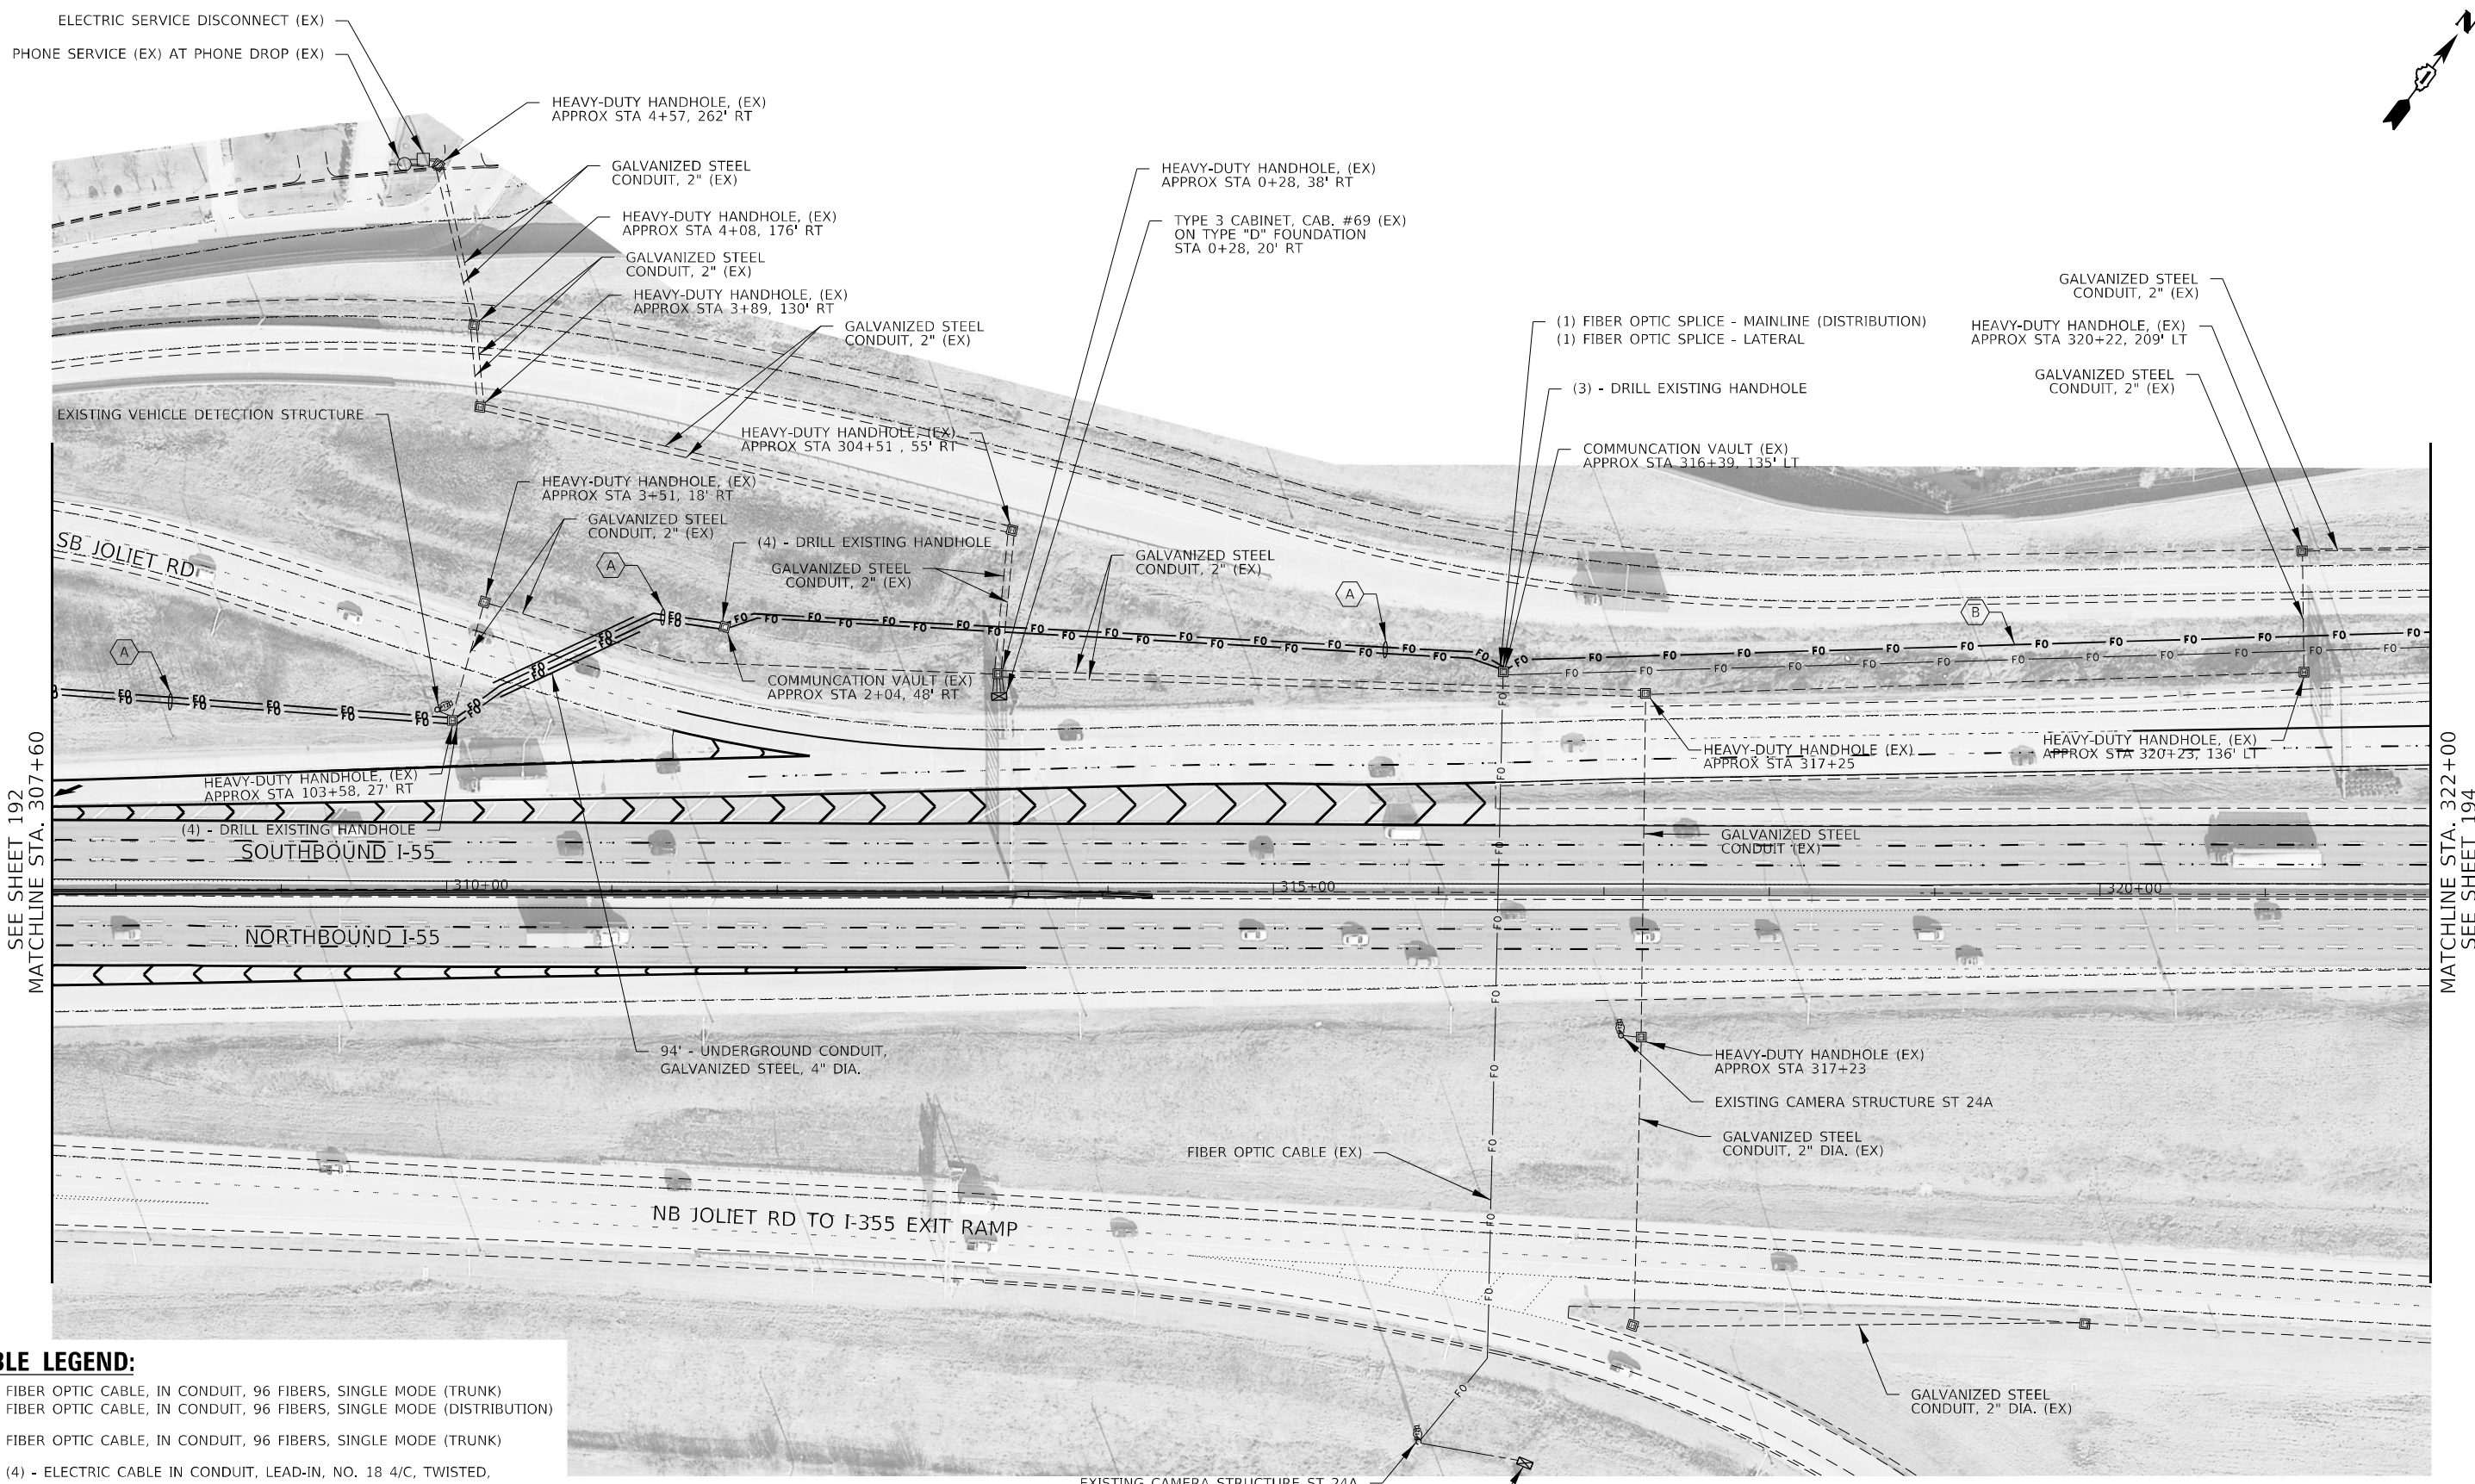 ELECTRIC SERVICE DISCONNECT (EX)
PHONE SERVICE (EX) AT PHONE DROP (EX)
N
HEAVY-DUTY HANDHOLE, (EX)
APPROX STA 4+57, 262' RT
GALVANIZED STEEL
CONDUIT, 2" (EX)
HEAVY-DUTY HANDHOLE, (EX)
APPROX STA 4+08, 176' RT
GALVANIZED STEEL
CONDUIT, 2" (EX)
HEAVY-DUTY HANDHOLE, (EX)
APPROX STA 3+89, 130' RT
GALVANIZED STEEL
CONDUIT, 2" (EX)
HEAVY-DUTY HANDHOLE, (EX)
APPROX STA 0+28, 38' RT
TYPE 3 CABINET, CAB. #69 (EX)
ON TYPE "D" FOUNDATION
STA 0+28, 20' RT
(1) FIBER OPTIC SPLICE - MAINLINE (DISTRIBUTION)
(1) FIBER OPTIC SPLICE - LATERAL
(3) - DRILL EXISTING HANDHOLE
COMMUNCATION VAULT (EX)
APPROX STA 316+39, 135' LT
GALVANIZED STEEL
CONDUIT, 2" (EX)
HEAVY-DUTY HANDHOLE, (EX)
APPROX STA 320+22, 209' LT
GALVANIZED STEEL
CONDUIT, 2" (EX)
EXISTING VEHICLE DETECTION STRUCTURE
HEAVY-DUTY HANDHOLE, (EX)
APPROX STA 304+51 , 55' RT
HEAVY-DUTY HANDHOLE, (EX)
APPROX STA 3+51, 18' RT
GALVANIZED STEEL
CONDUIT, 2" (EX)
(4) - DRILL EXISTING HANDHOLE
GALVANIZED STEEL
CONDUIT, 2" (EX)
GALVANIZED STEEL
CONDUIT, 2" (EX)
SB JOLIET RD
A
A
A
B
COMMUNCATION VAULT (EX)
APPROX STA 2+04, 48' RT
HEAVY-DUTY HANDHOLE, (EX)
APPROX STA 103+58, 27' RT
(4) - DRILL EXISTING HANDHOLE
HEAVY-DUTY HANDHOLE (EX)
APPROX STA 317+25
HEAVY-DUTY HANDHOLE, (EX)
APPROX STA 320+23, 136' LT
GALVANIZED STEEL
CONDUIT (EX)
SEE SHEET 192
MATCHLINE STA. 307+60
MATCHLINE STA. 322+00
SEE SHEET 194
SOUTHBOUND I-55
310+00
315+00
320+00
NORTHBOUND I-55
94' - UNDERGROUND CONDUIT,
GALVANIZED STEEL, 4" DIA.
HEAVY-DUTY HANDHOLE (EX)
APPROX STA 317+23
EXISTING CAMERA STRUCTURE ST 24A
GALVANIZED STEEL
CONDUIT, 2" DIA. (EX)
FIBER OPTIC CABLE (EX)
NB JOLIET RD TO I-355 EXIT RAMP
GALVANIZED STEEL
CONDUIT, 2" DIA. (EX)
EXISTING CAMERA STRUCTURE ST 24A
LEGEND:
FIBER OPTIC CABLE, IN CONDUIT, 96 FIBERS, SINGLE MODE (TRUNK)
FIBER OPTIC CABLE, IN CONDUIT, 96 FIBERS, SINGLE MODE (DISTRIBUTION)
FIBER OPTIC CABLE, IN CONDUIT, 96 FIBERS, SINGLE MODE (TRUNK)
(4) - ELECTRIC CABLE IN CONDUIT, LEAD-IN, NO. 18 4/C, TWISTED,